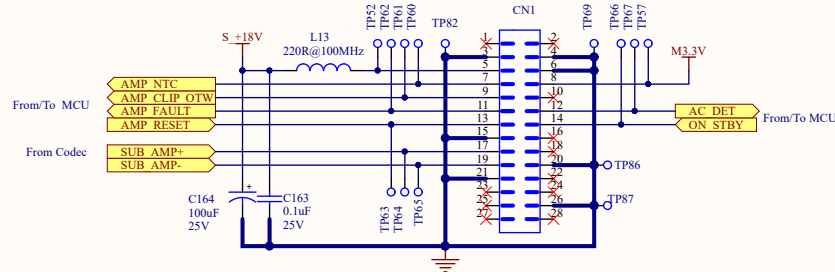 TP52
TP62
TP61
TP60
TP82
CN1
TP69
TP66
TP67
TP57
S_+18V
L13
220R@100MHz
M3.3V
1
2
3
4
5
6
7
8
9
10
11
12
13
14
15
16
17
18
19
20
21
22
23
24
25
26
27
28
AMP_NTC
AMP_CLIP_OTW
AMP_FAULT
AMP_RESET
From/To MCU
AC_DET
ON_STBY
From/To MCU
From Codec
SUB_AMP+
SUB_AMP-
TP86
TP87
C164
100uF
25V
+
C163
0.1uF
25V
TP63
TP64
TP65